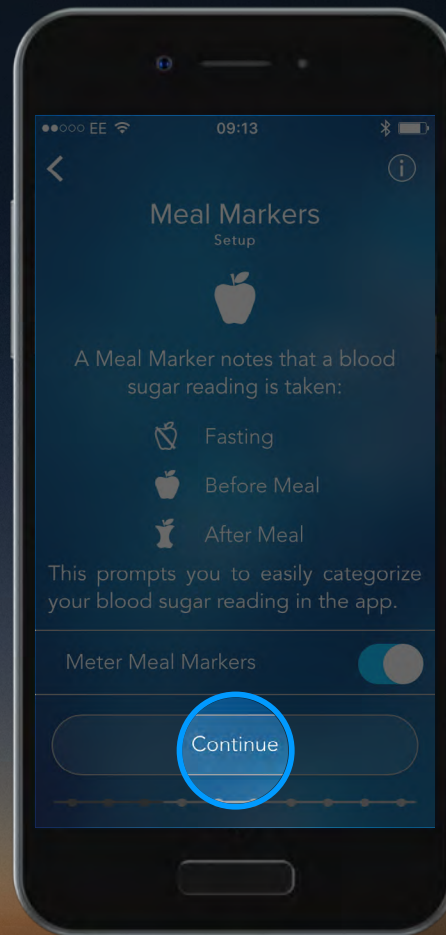 EE 09:13
Meal Markers
Setup
A Meal Marker notes that a blood
sugar reading is taken:
Fasting
Before Meal
After Meal
This prompts you to easily categorize
your blood sugar reading in the app.
Meter Meal Markers
Continue